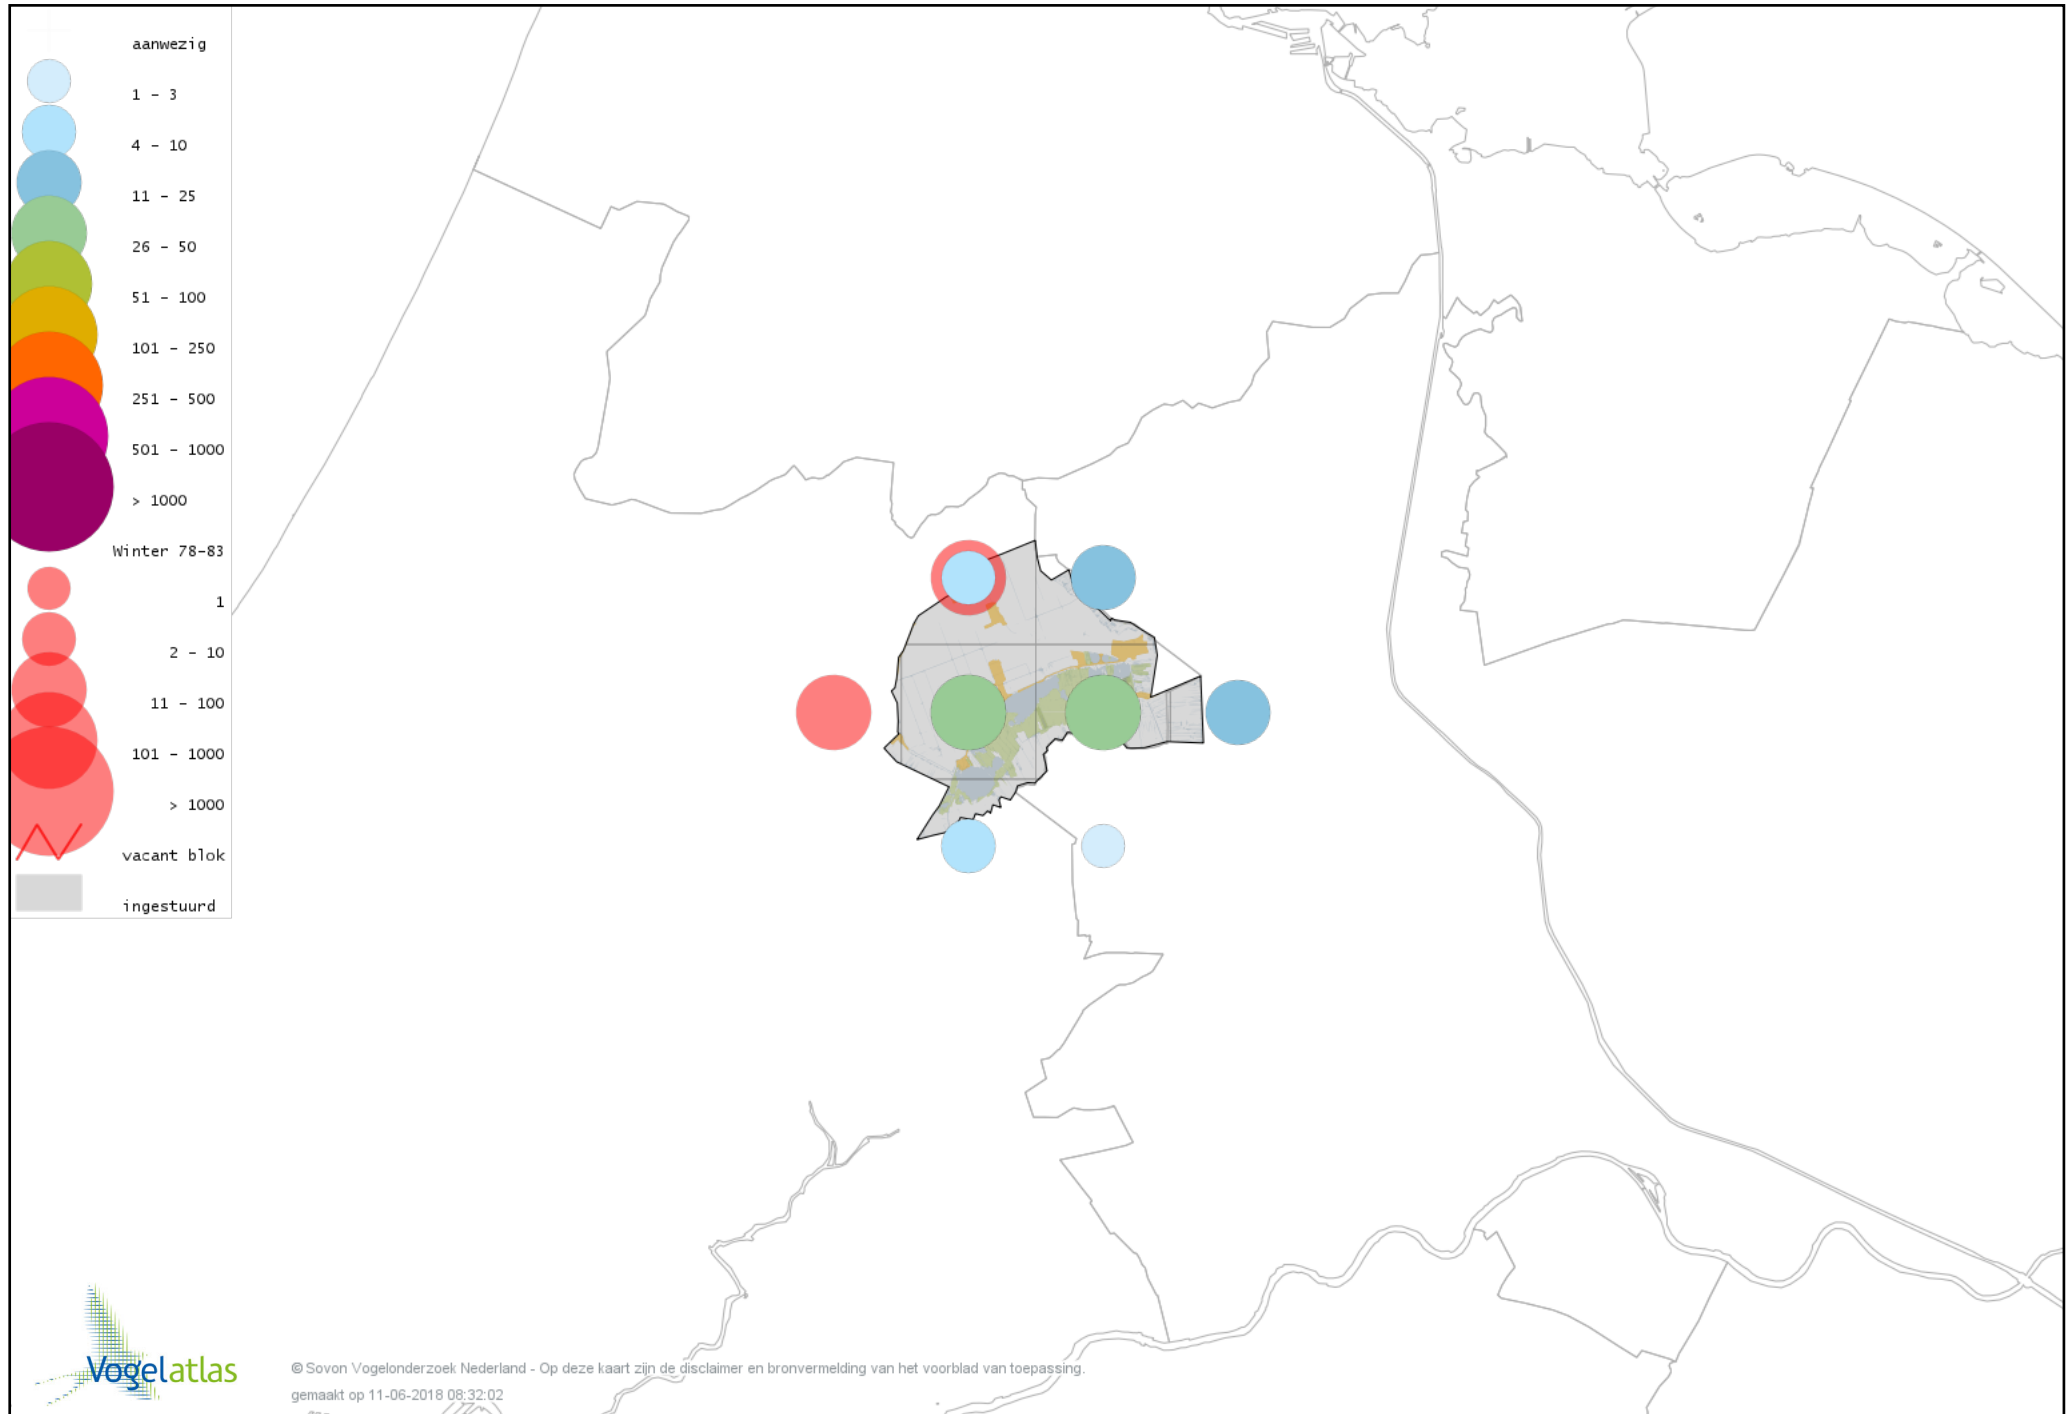 aanwezig
1 - 3
4 - 10
11 - 25
26 - 50
51 - 100
101 - 250
251 - 500
501 - 1000
> 1000
Winter 78-83
1
2 - 10
11 - 100
101 - 1000
> 1000
vacant blok
ingestuurd
Vogelatlas
© Sovon Vogelonderzoek Nederland - Op deze kaart zijn de disclaimer en bronvermelding van het voorblad van toepassing.
gemaakt op 11-06-2018 08:32:02